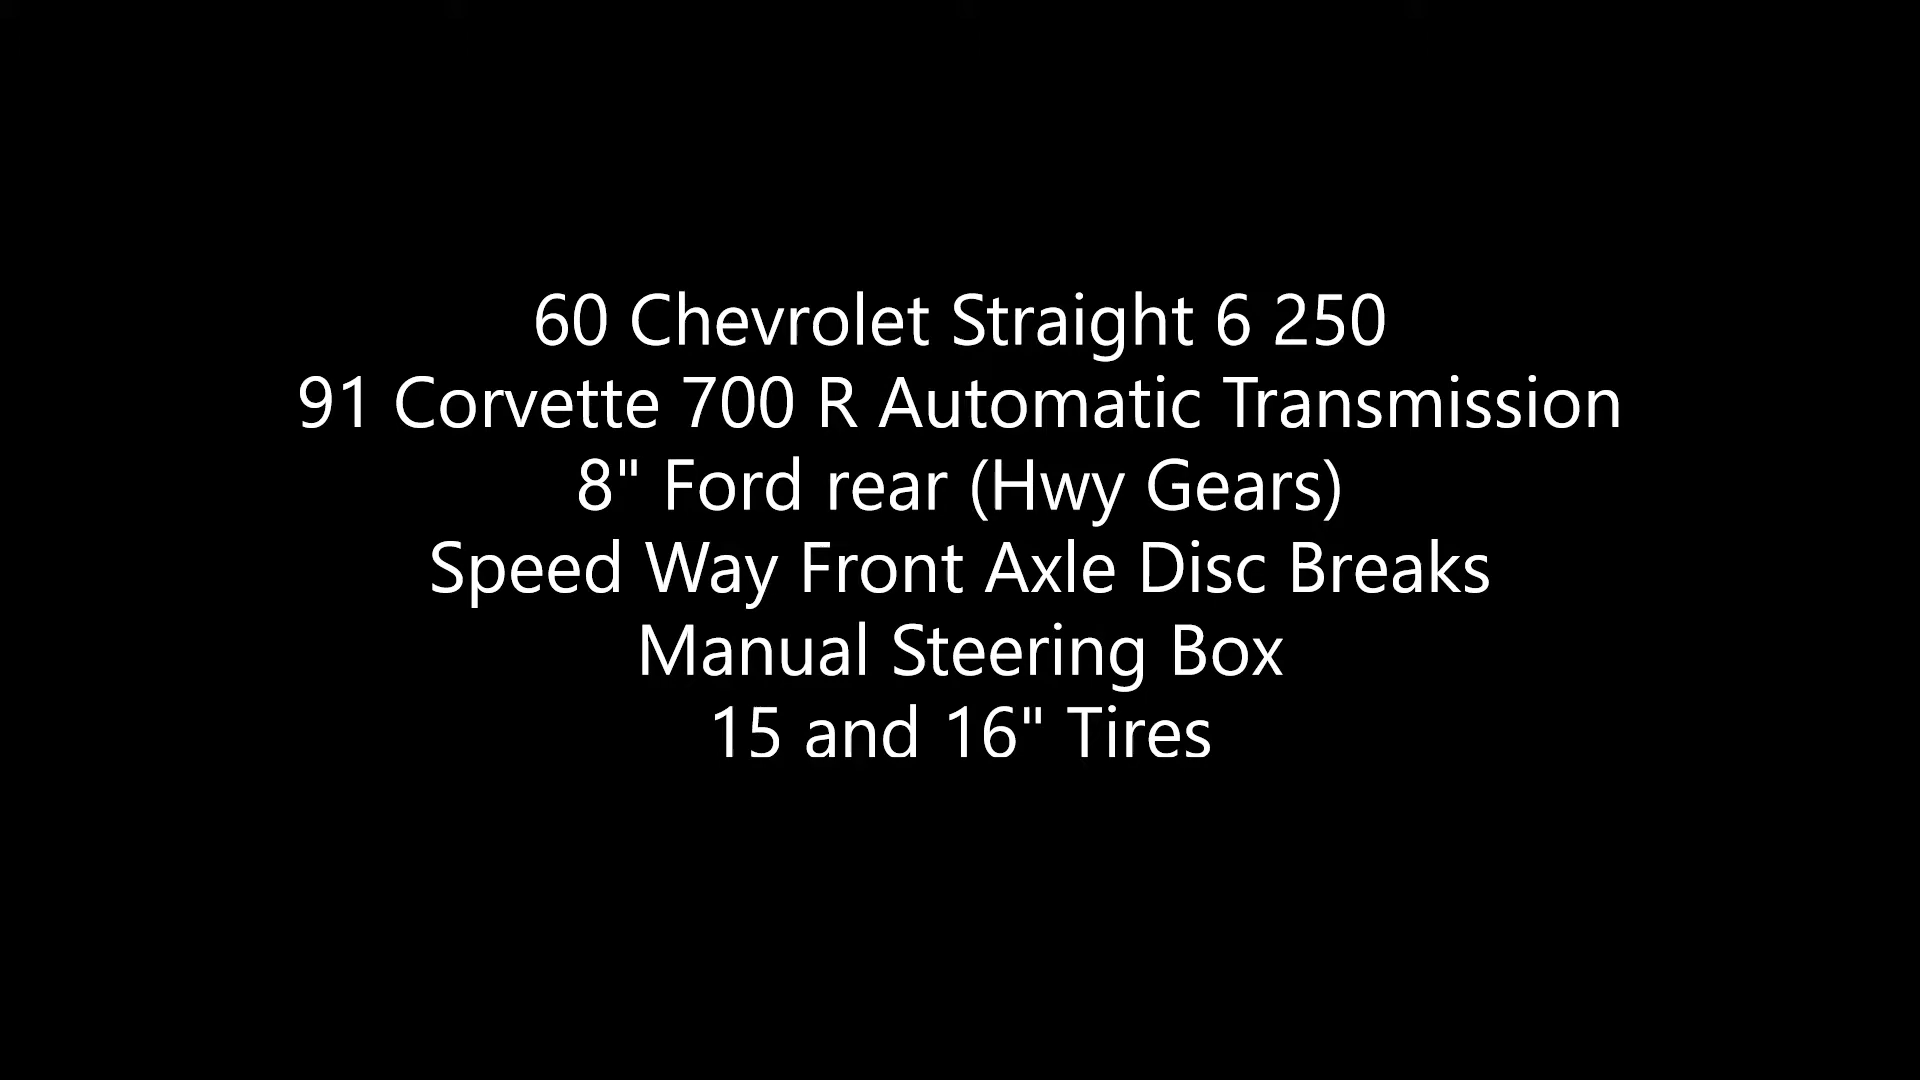 60 Chevrolet Straight 6 250
91 Corvette 700 R Automatic Transmission
8" Ford rear (Hwy Gears)
Speed Way Front Axle Disc Breaks
Manual Steering Box
15 and 16" Tires